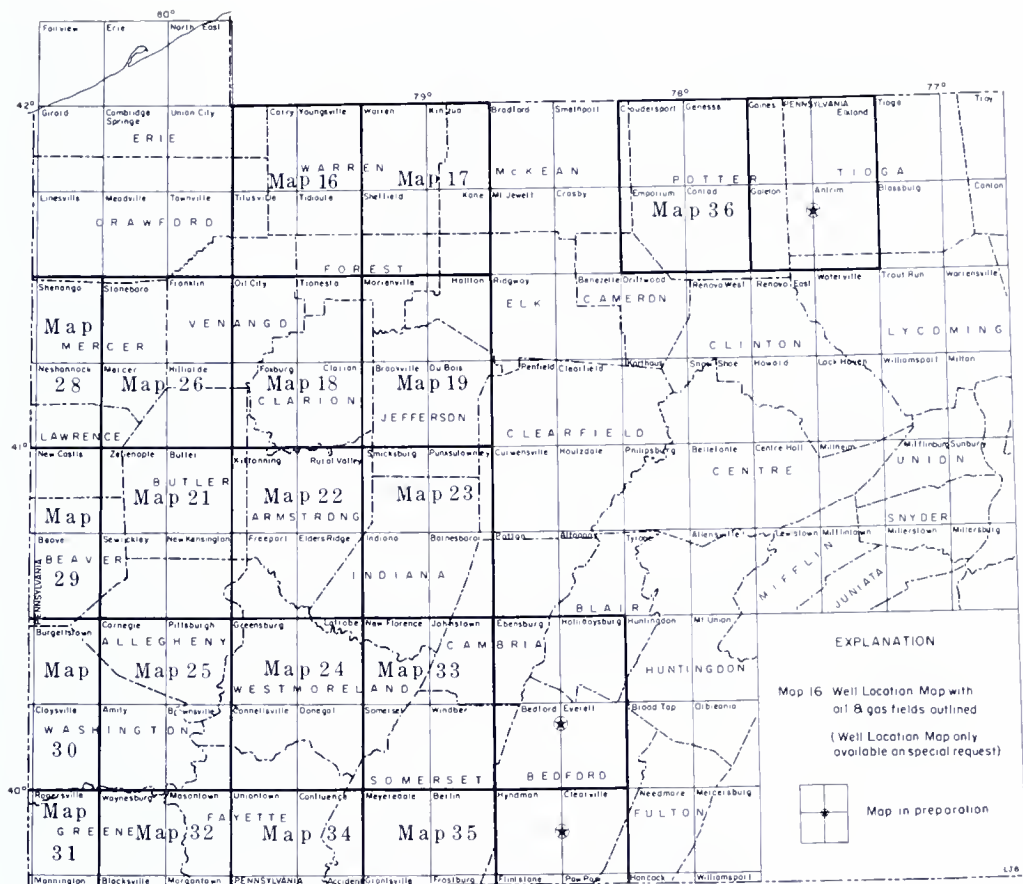 80°
Fairview Erie North East
42° 79° 78° 77°
Girard Cambridge Springs Union City Corry Youngsville Warren Kinzua Bradford Smethport Coudersport Genesee Gaines PENNSYLVANIA Elkland Tioga Troy
ERIE
WARREN McKEAN POTTER TIOGA
Map 16 Map 17
Linesville Meadville Townville Titusville Tidioute Sheffield Kane Mt Jewett Crosby Emporium Conrad Galeton Antrim Blossburg Canton
CRAWFORD Map 36
FOREST
Shenango Stoneboro Franklin Oil City Tionesta Marienville Hallton Ridgway Benezette Driftwood Renovo West Renovo East Waterville Trout Run Warrensville
ELK CAMERON
Map VENANGO LYCOMING
MERCER CLINTON
Neshannock Mercer Hilliards Foxburg Clarion Brookville Du Bois Penfield Clearfield Karthaus Snow Shoe Howard Lock Haven Williamsport Milton
28 Map 26 Map 18 Map 19
CLARION
JEFFERSON
LAWRENCE CLEARFIELD
41°
New Castle Zelienople Butler Kittanning Rural Valley Smicksburg Punxsutawney Curwensville Houtzdale Philipsburg Bellefonte Centre Hall Millheim Mifflinburg Sunbury
CENTRE UNION
BUTLER
Map 21 Map 22 Map 23
Map ARMSTRONG SNYDER
Beaver Sewickley New Kensington Freeport Elders Ridge Indiana Barnesboro Patton Altoona Tyrone Allensville Lewistown Mifflintown Millerstown Millersburg
BEAVER
29 INDIANA MIFFLIN JUNIATA
PENNSYLVANIA
BLAIR
Burgettstown Carnegie Pittsburgh Greensburg Latrobe New Florence Johnstown Ebensburg Hollidaysburg Huntingdon Mt Union
ALLEGHENY CAMBRIA
Map Map 25 Map 24 Map 33 HUNTINGDON
WESTMORELAND
Claysville Amity Brownsville Connellsville Donegal Somerset Windber Bedford Everett Broad Top Orbisonia
WASHINGTON
30
SOMERSET BEDFORD
40°
Rogersville Waynesburg Masontown Uniontown Confluence Meyersdale Berlin Hyndman Clearville Needmore Mercersburg
Map FAYETTE FULTON
GREENE Map 32 Map 34 Map 35
31
Mannington Blacksville Morgantown PENNSYLVANIA Accident Grantsville Frostburg Flintstone Paw Paw Hancock Williamsport
EXPLANATION
Map 16 Well Location Map with
oil & gas fields outlined
(Well Location Map only
available on special request)
Map in preparation
LJB